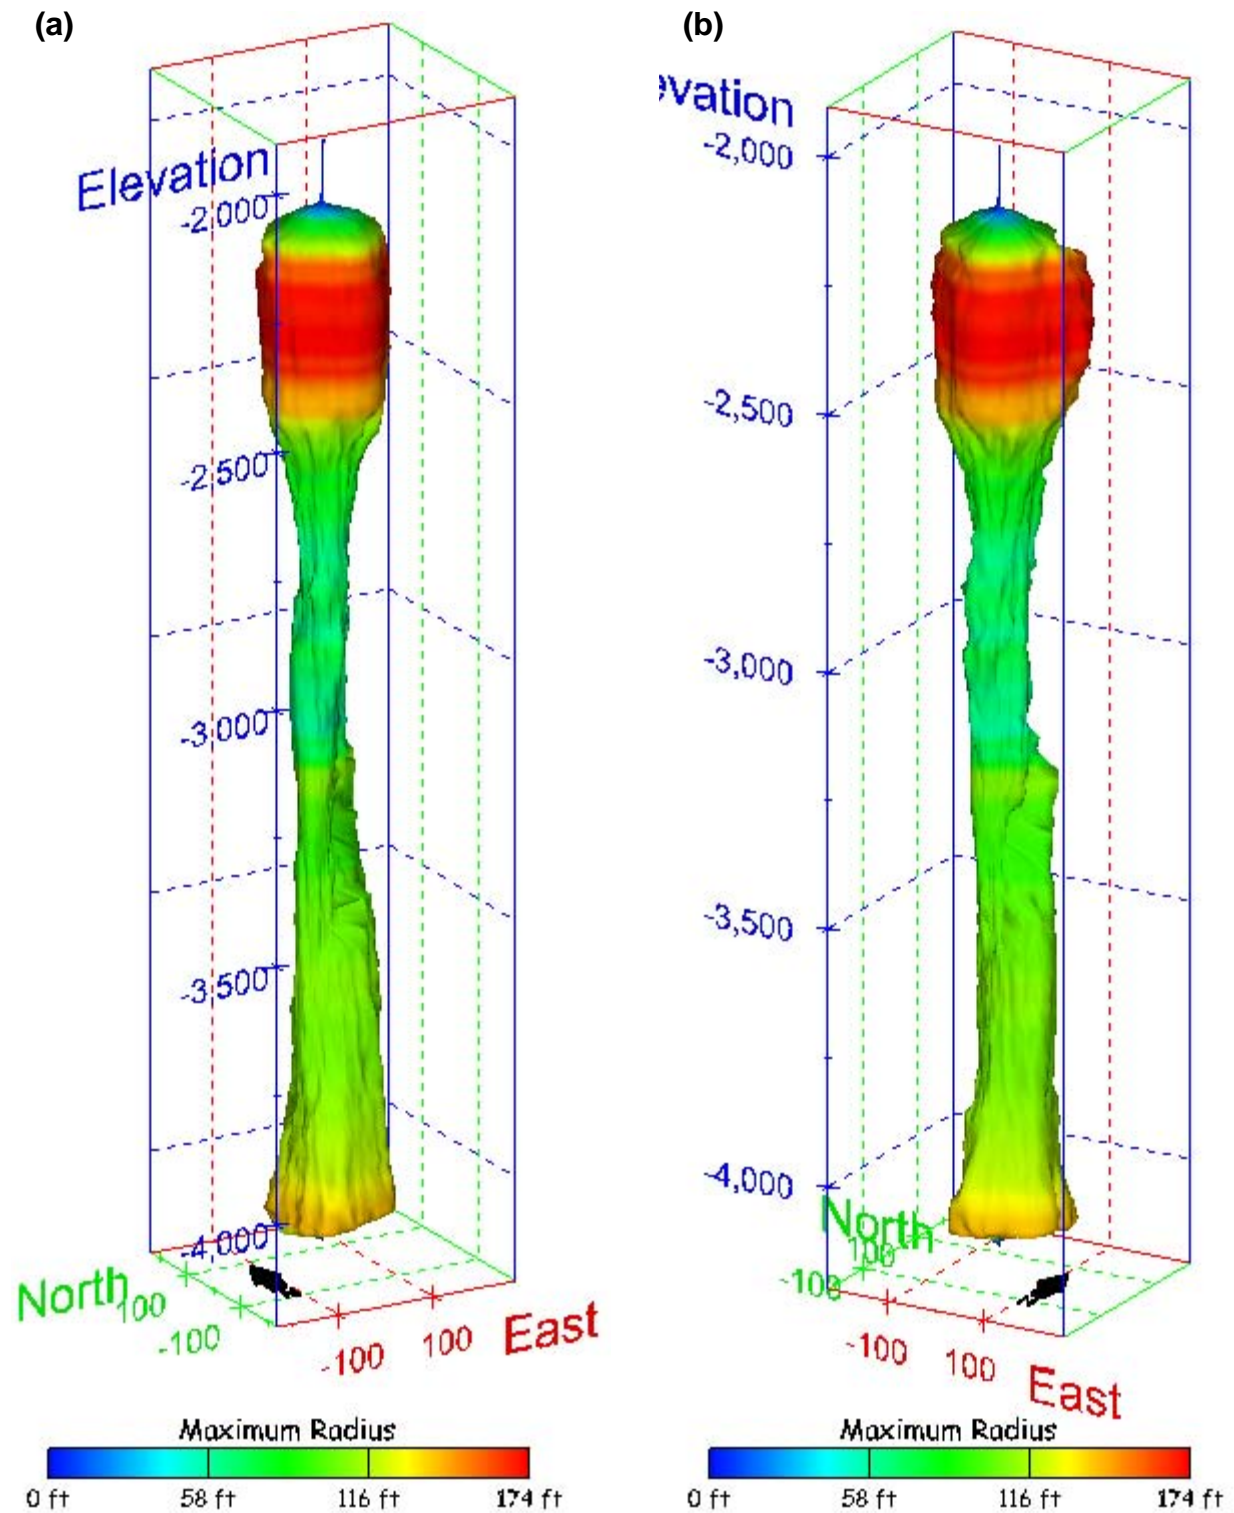 (a)
Elevation
-2,000
-2,500
-3,000
-3,500
-4,000
North
100
-100
-100
100
East
Maximum Radius
0 ft
58 ft
116 ft
174 ft
(b)
evation
-2,000
-2,500
-3,000
-3,500
-4,000
North
100
-100
-100
100
East
Maximum Radius
0 ft
58 ft
116 ft
174 ft